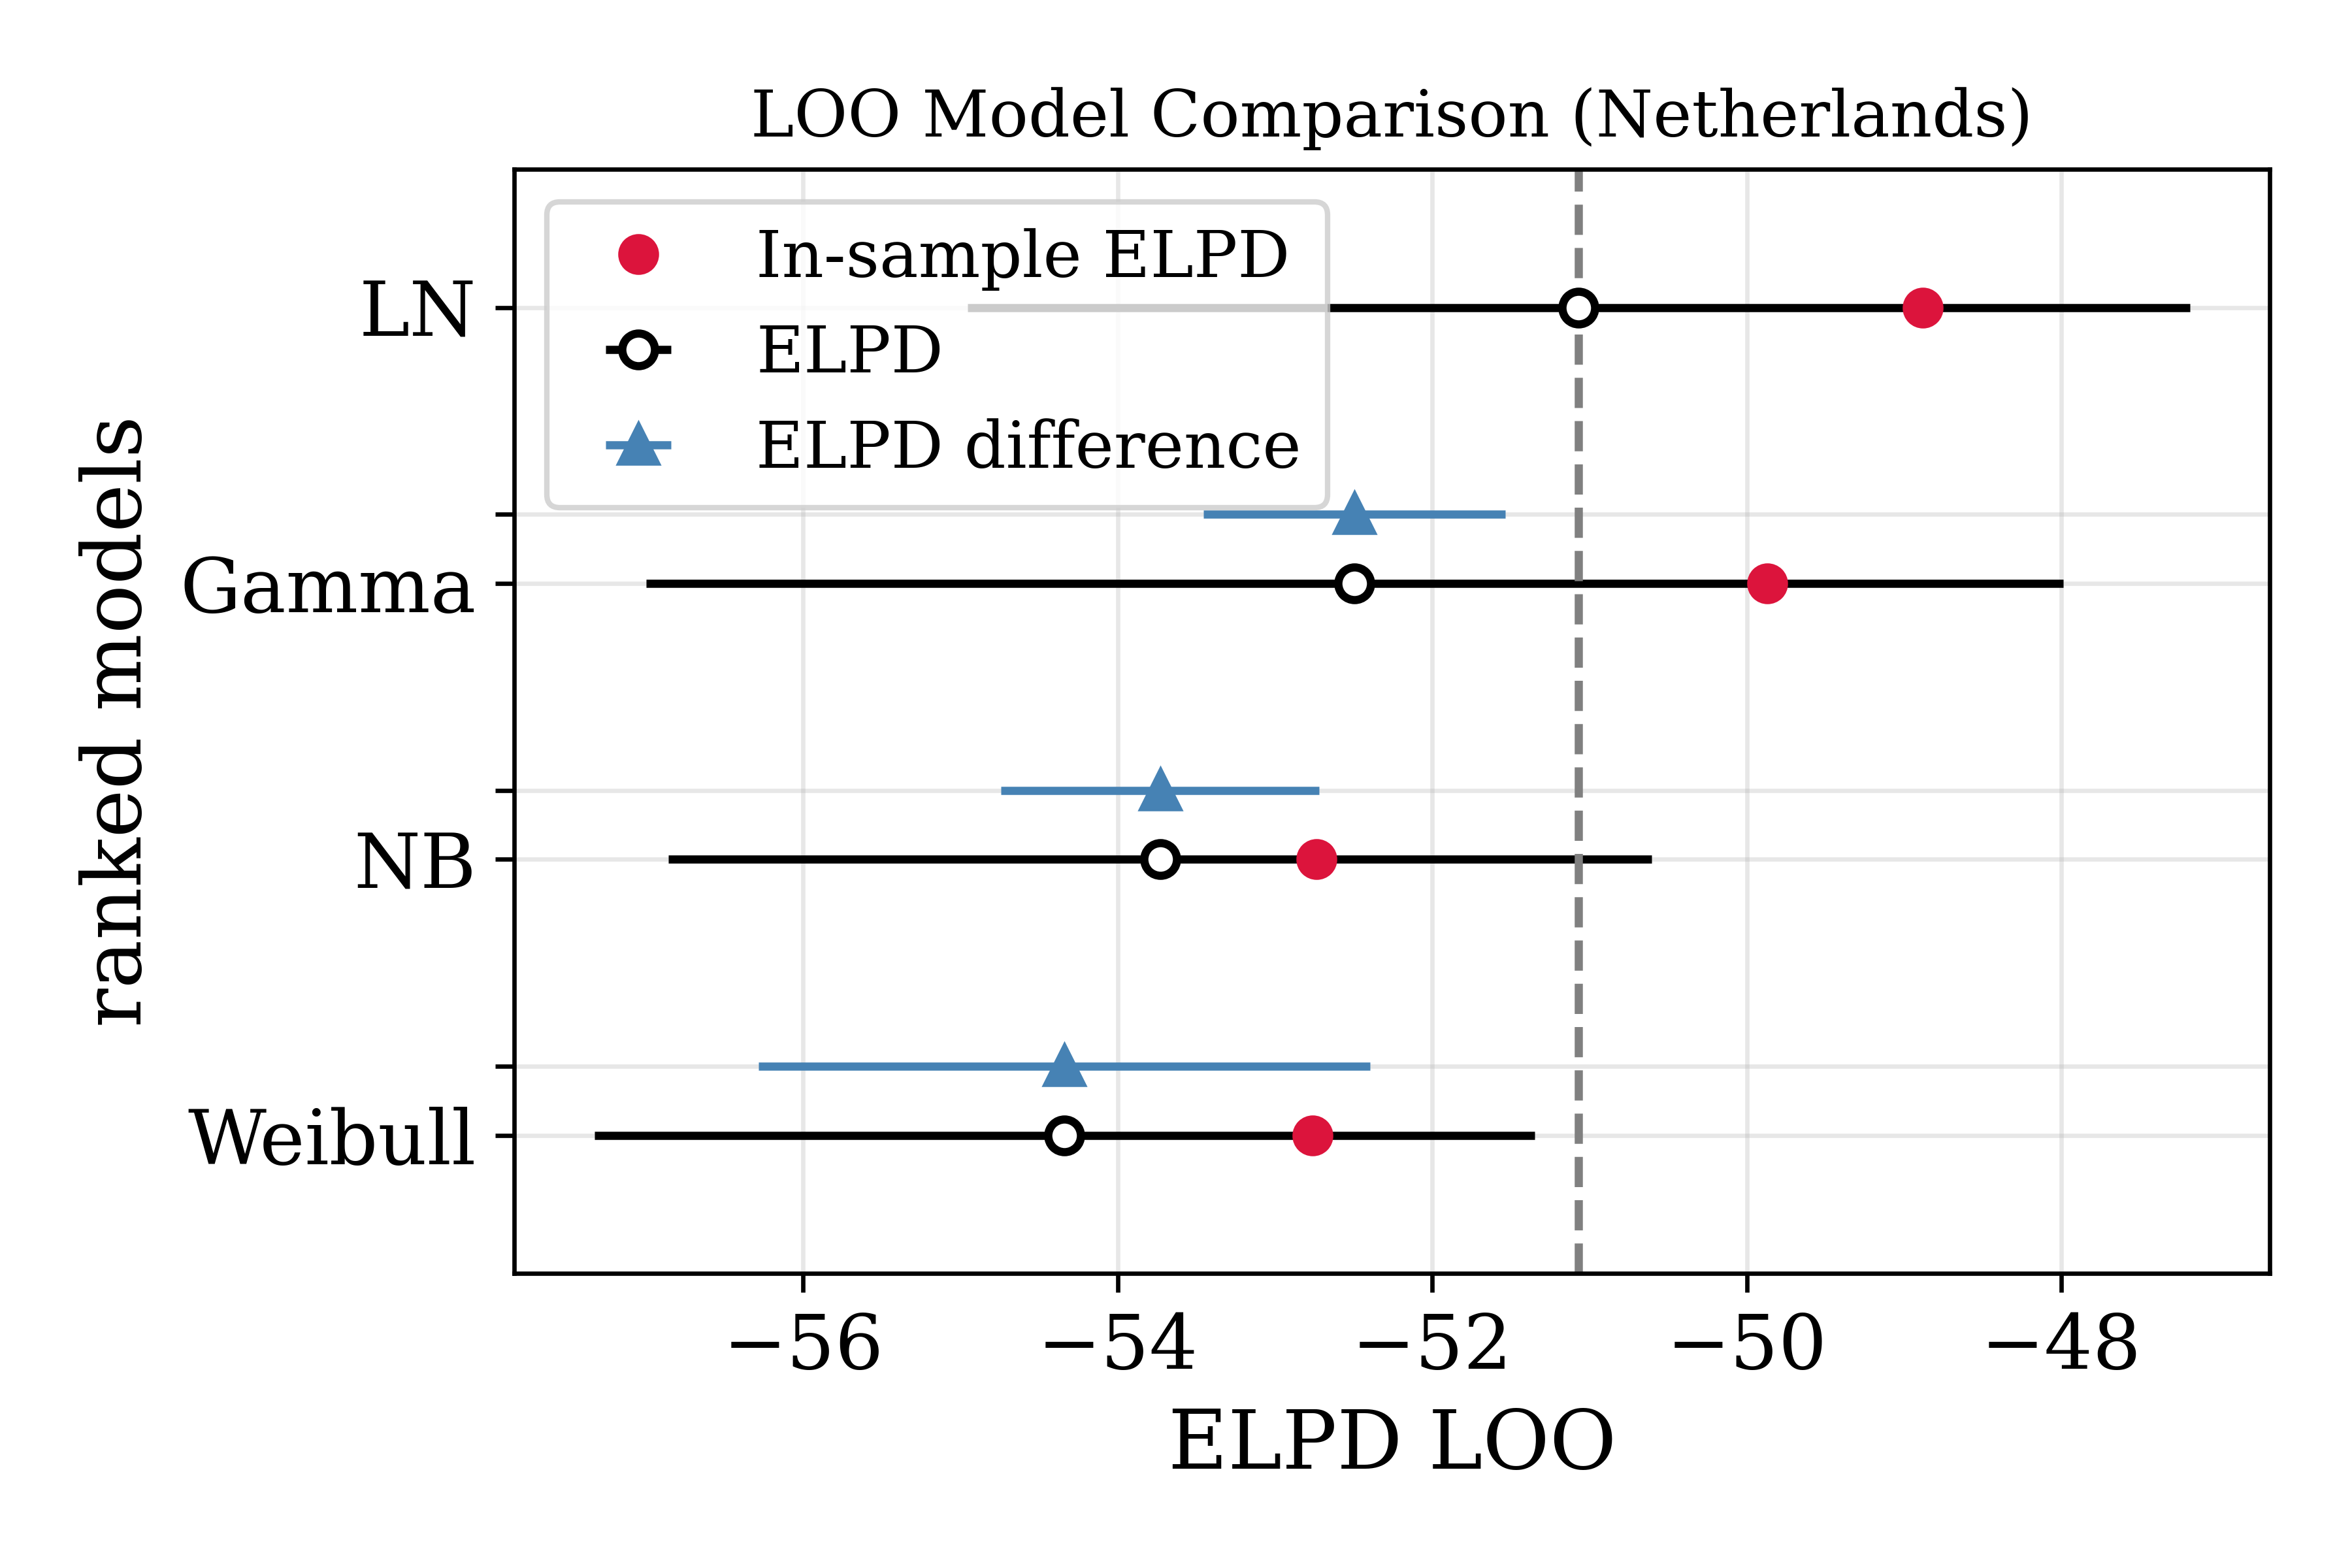 LOO Model Comparison (Netherlands)
In-sample ELPD
ELPD
ELPD difference
ranked models
LN
Gamma
NB
Weibull
−56
−54
−52
−50
−48
ELPD LOO